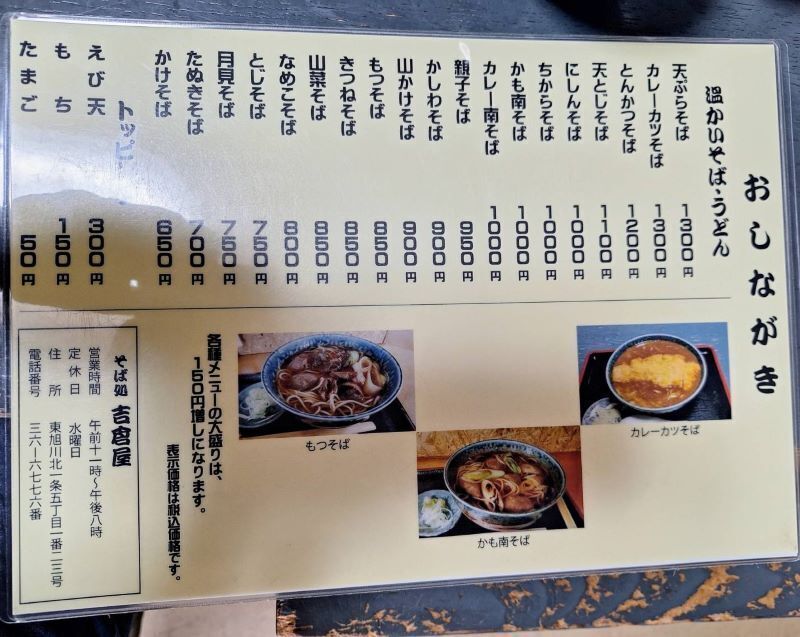 おしながき
温かいそば・うどん
天ぷらそば 1300円
カレーカツそば 1300円
とんかつそば 1200円
天とじそば 1100円
にしんそば 1000円
ちからそば 1000円
かも南そば 1000円
カレー南そば 1000円
親子そば 950円
かしわそば 900円
山かけそば 900円
もつそば 850円
きつねそば 850円
山菜そば 850円
なめこそば 800円
とじそば 750円
月見そば 750円
たぬきそば 700円
かけそば 650円
トッピ
えび天 300円
もち 150円
たまご 50円
カレーカツそば
かも南そば
もつそば
各種メニューの大盛りは、
150円増しになります。
表示価格は税込価格です。
そば処 吉倉屋
営業時間 午前十一時〜午後八時
定休日 水曜日
住所 東旭川北一条五丁目一番二三号
電話番号 三六-六七七六番